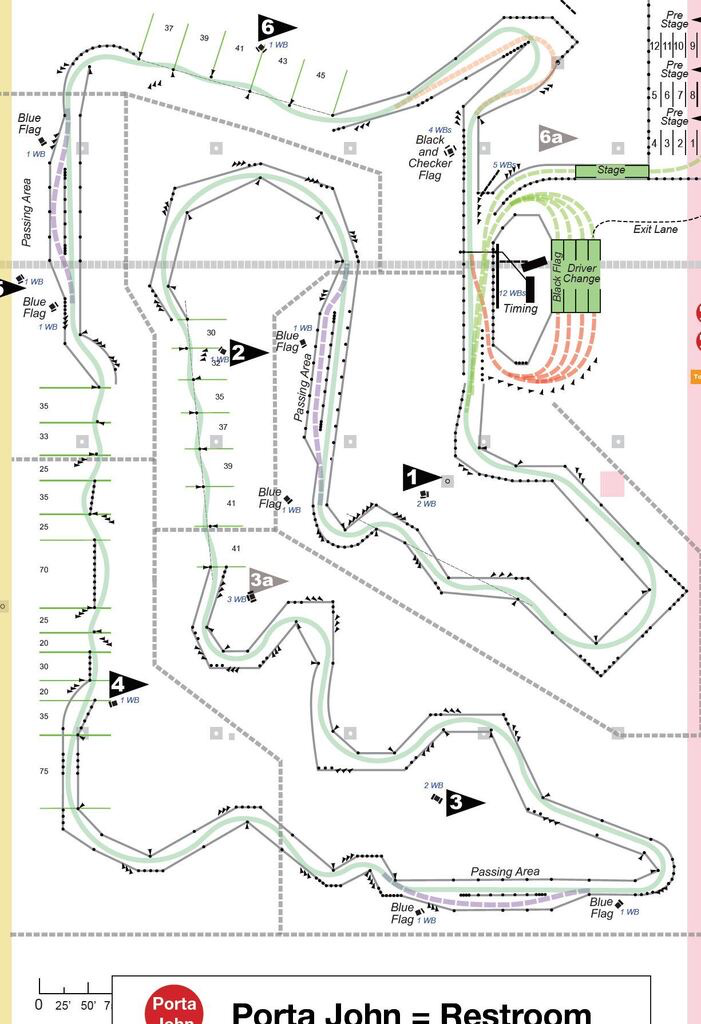 Pre
Stage
12 11 10 9
Pre
Stage
5 6 7 8
Pre
Stage
4 3 2 1
37
39
41
43
45
6
1 WB
Blue
Flag
1 WB
Passing Area
1 WB
Blue
Flag
1 WB
4 WBs
Black
and
Checker
Flag
6a
5 WBs
Stage
Exit Lane
Black Flag
Driver
Change
12 WBs
Timing
30
32
1WB
2
35
37
39
41
41
1 WB
Blue
Flag
Passing Area
Blue
Flag
1 WB
1
2 WB
35
33
25
35
25
70
25
20
30
20
35
75
3a
3 WB
4
1 WB
2 WB
3
Passing Area
Blue
Flag
1 WB
Blue
Flag
1 WB
0 25' 50'
Porta
John
Porta John = Restroom